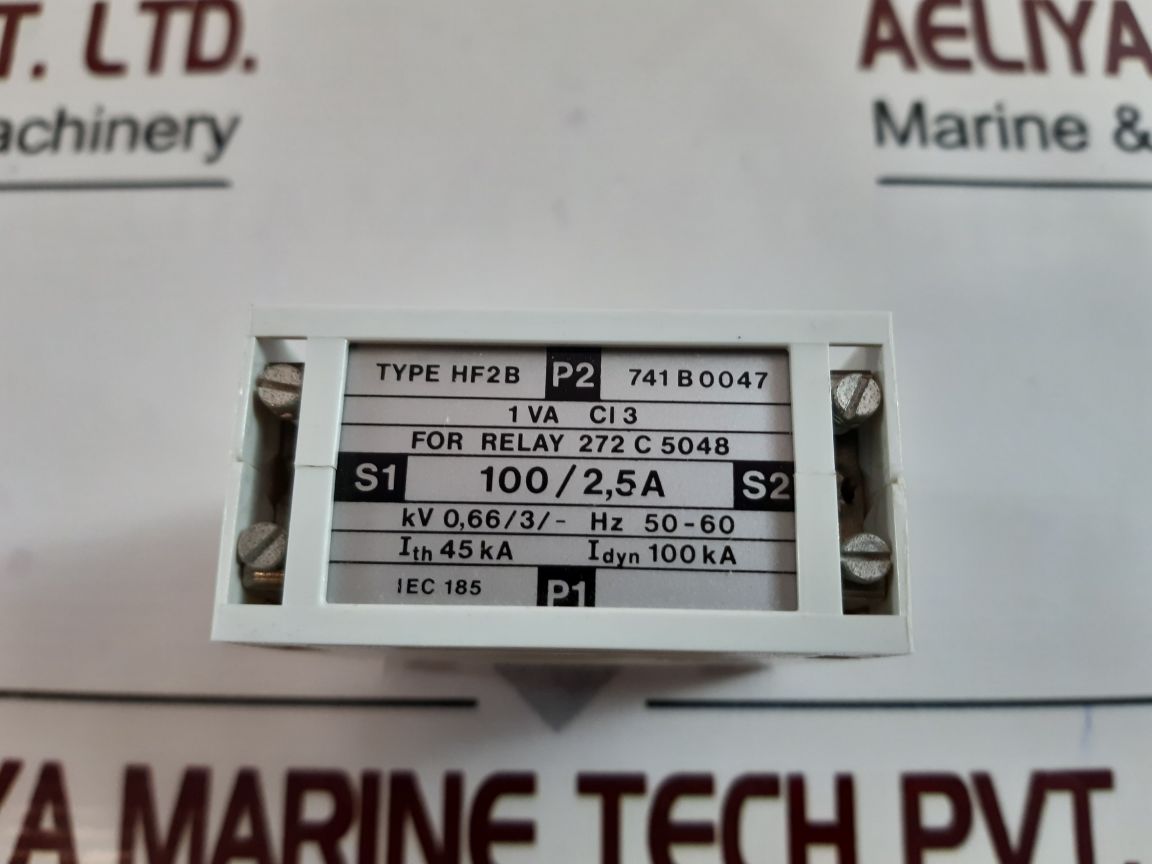 T. LTD.
AELIYA
achinery
Marine &
TYPE HF2B P2 741 B 0047
1 VA Cl 3
FOR RELAY 272 C 5048
S1 100/2,5A S2
kV 0,66/3/- Hz 50-60
Ith 45 kA Idyn 100 kA
IEC 185 P1
YA MARINE TECH PVT.